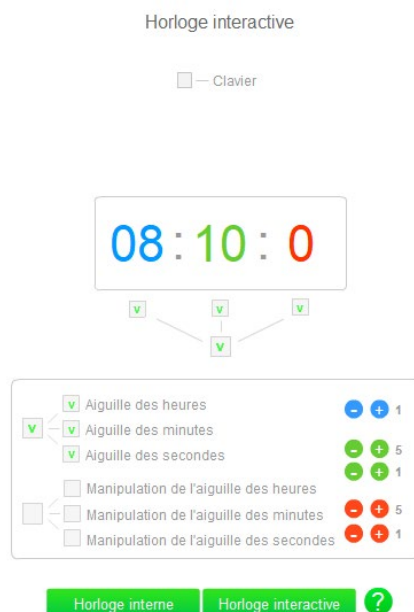 Horloge interactive
Clavier
08 : 10 : 0
v v v
v
v Aiguille des heures - + 1
v v Aiguille des minutes
v Aiguille des secondes - + 5
- + 1
Manipulation de l'aiguille des heures
Manipulation de l'aiguille des minutes - + 5
Manipulation de l'aiguille des secondes - + 1
Horloge interne Horloge interactive ?